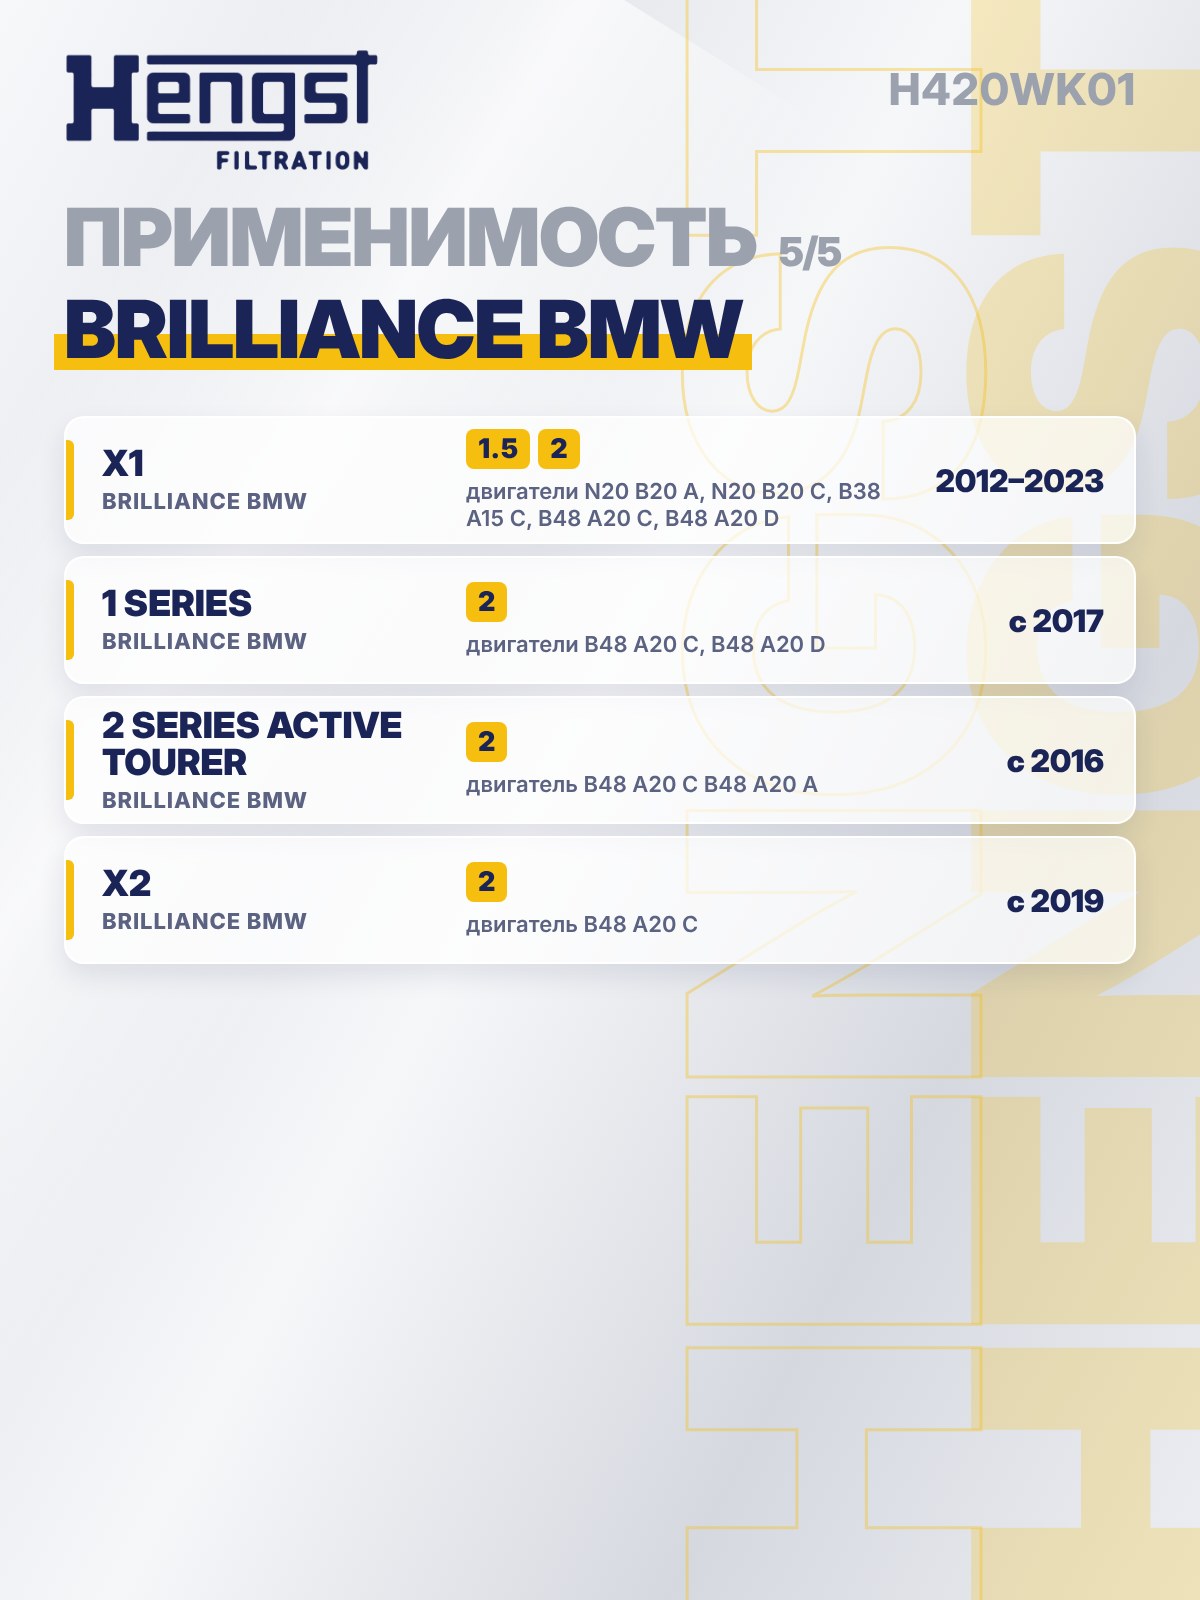 Hengst
FILTRATION
H420WK01
ПРИМЕНИМОСТЬ 5/5
BRILLIANCE BMW
X1
BRILLIANCE BMW
1.5 2
двигатели N20 B20 A, N20 B20 C, B38
A15 C, B48 A20 C, B48 A20 D
2012–2023
1 SERIES
BRILLIANCE BMW
2
двигатели B48 A20 C, B48 A20 D
с 2017
2 SERIES ACTIVE
TOURER
BRILLIANCE BMW
2
двигатель B48 A20 C B48 A20 A
с 2016
X2
BRILLIANCE BMW
2
двигатель B48 A20 C
с 2019
HENGST
HENGST